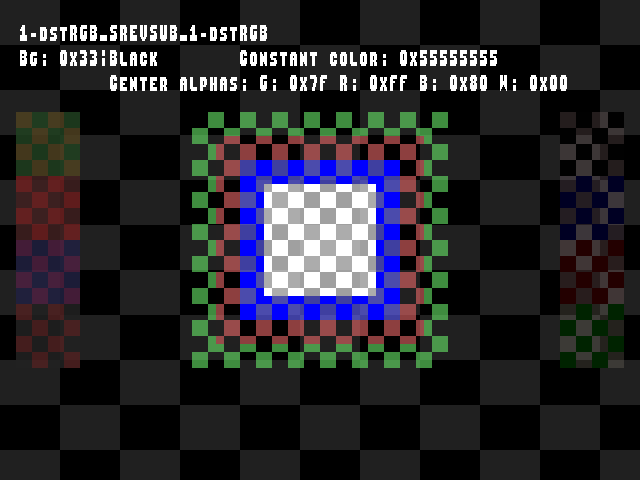 1-dstRGB_SREVSUB_1-dstRGB
Bg: 0x33¦Black Constant color: 0x55555555
Center alphas: G: 0x7f R: 0xff B: 0x80 W: 0x00